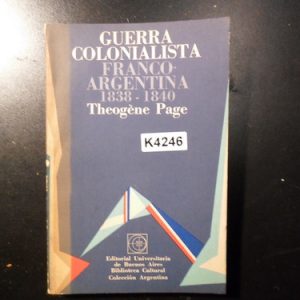 GUERRA
COLONIALISTA
FRANCO-
ARGENTINA
1838-1840
Theogène Page
K4246
Editorial Universitaria
de Buenos Aires
Biblioteca Cultural
Colección Argentina